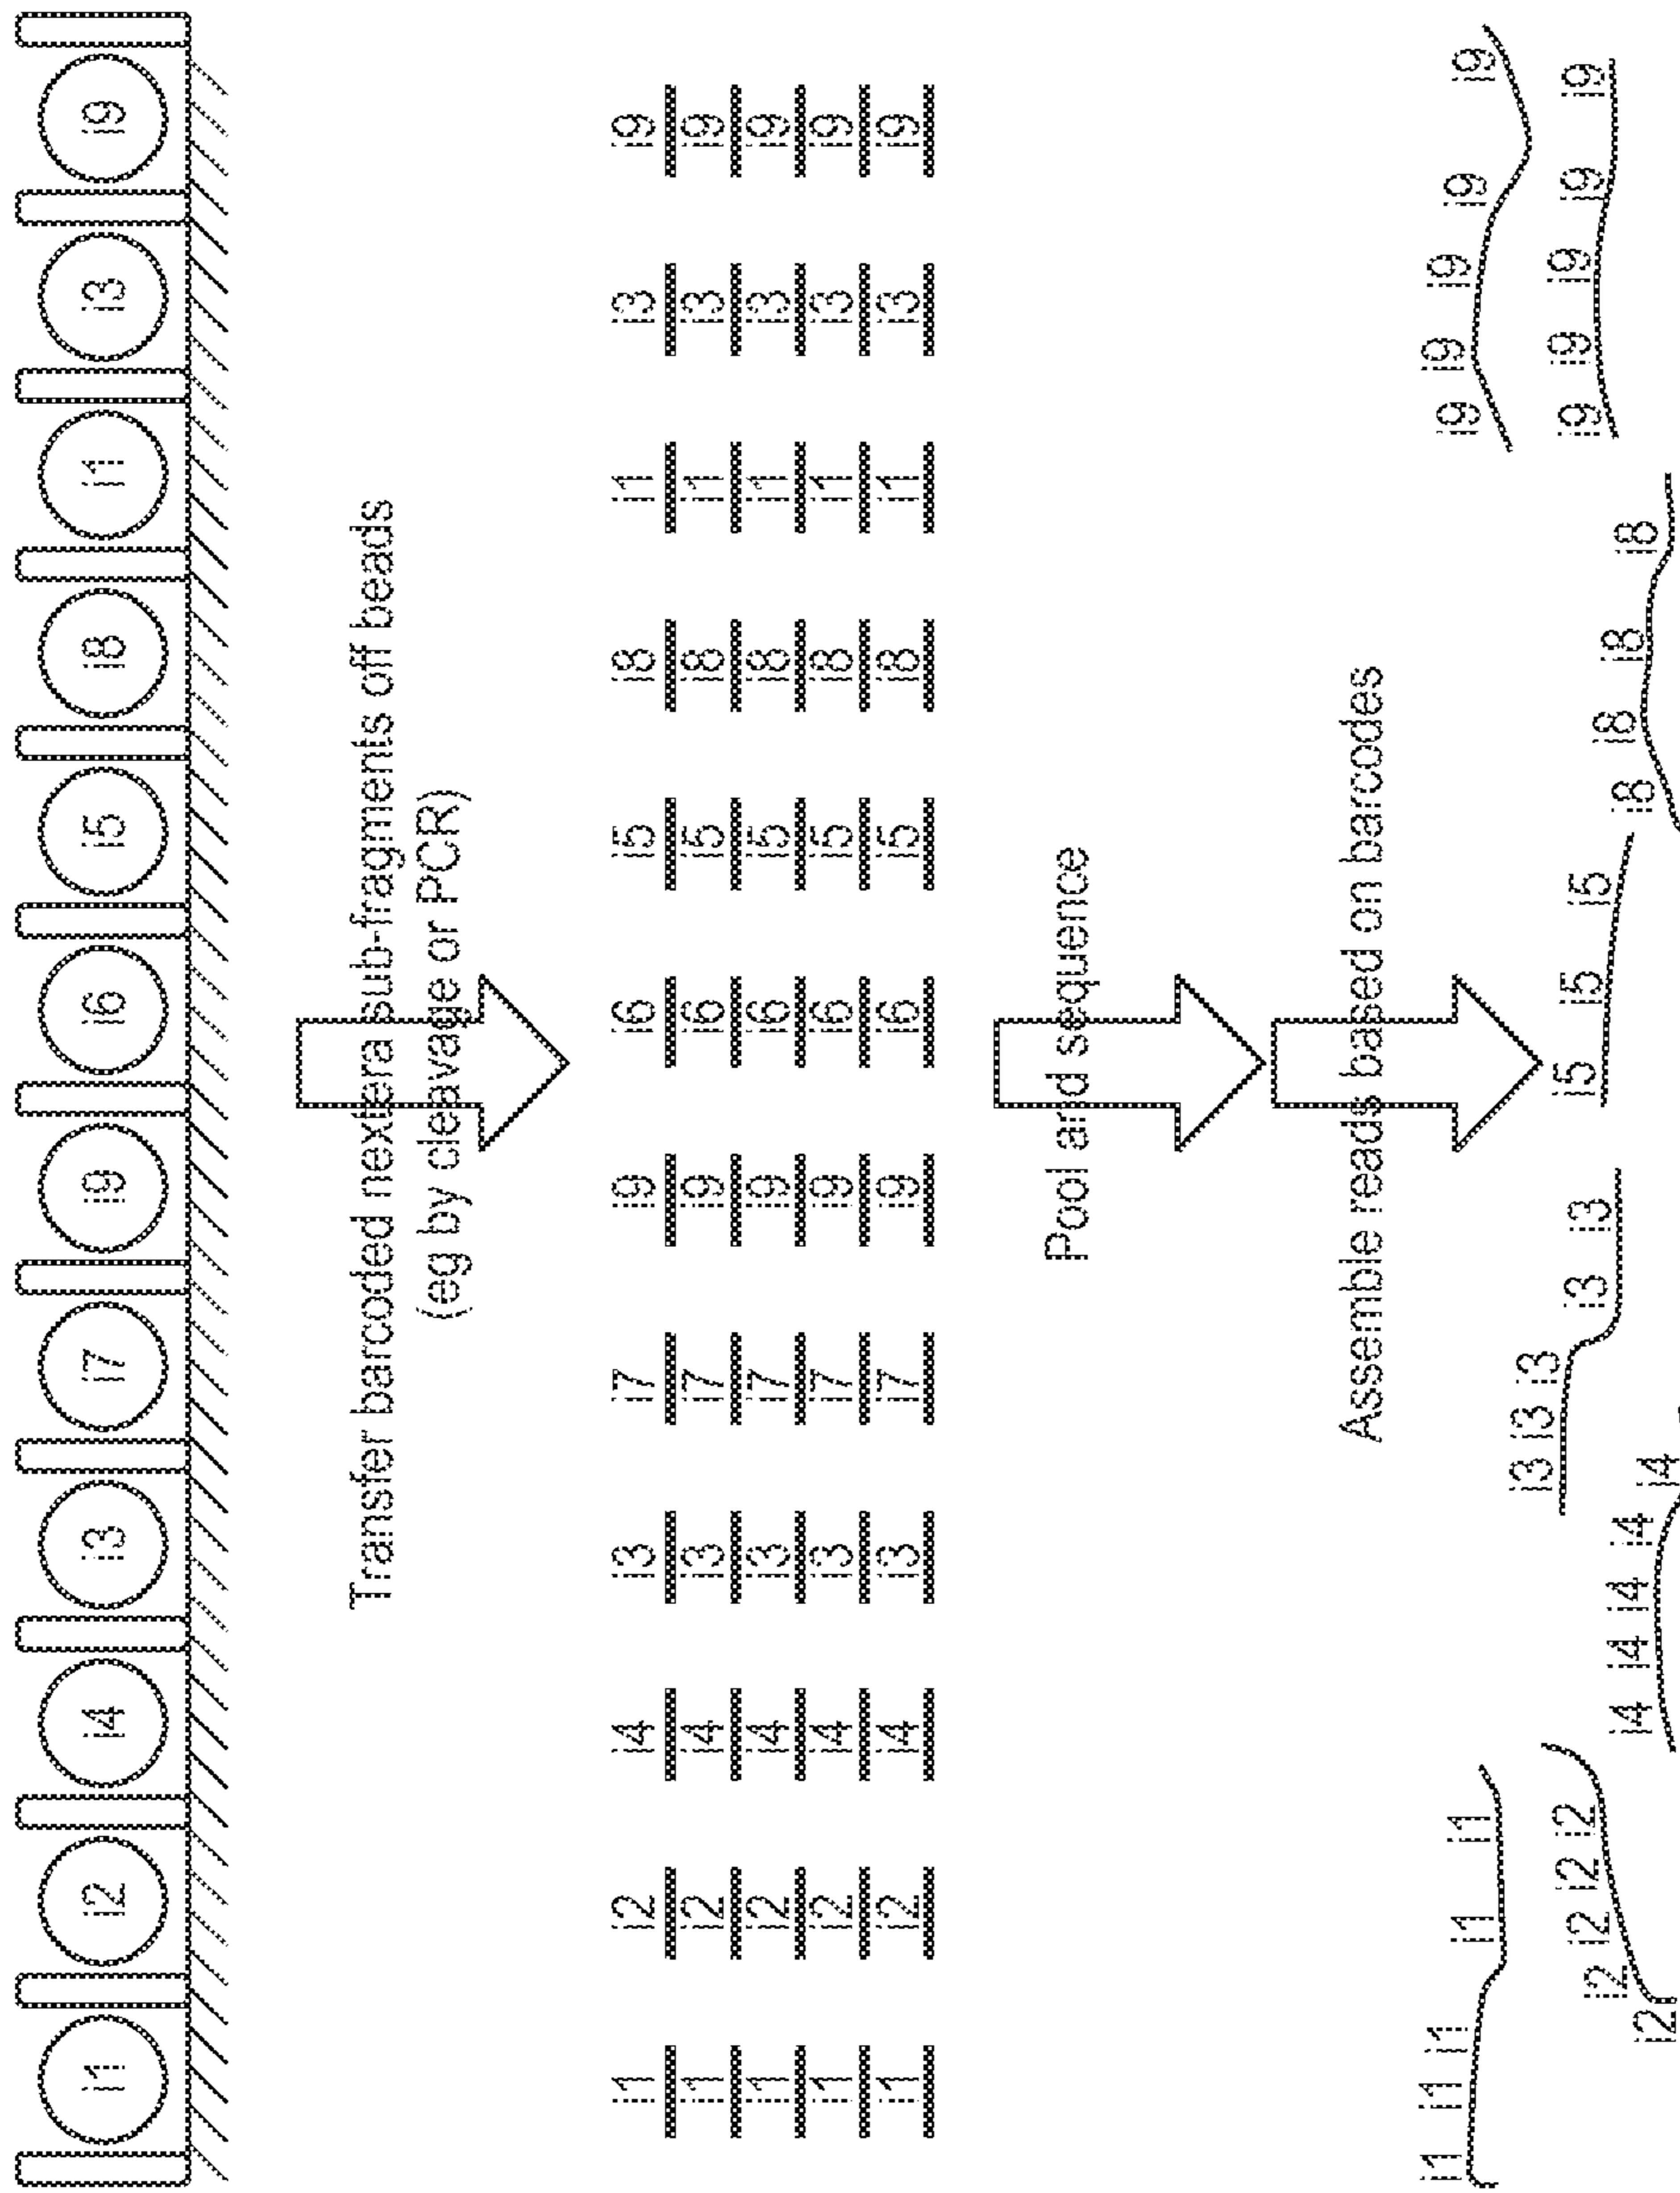 i1 i2 i4 i3 i7 i9 i6 i5 i8 i1 i3 i9
Transfer barcoded nextera sub-fragments off beads
(eg by cleavage or PCR)
i1 i2 i4 i3 i7 i9 i6 i5 i8 i1 i3 i9
i1 i2 i4 i3 i7 i9 i6 i5 i8 i1 i3 i9
i1 i2 i4 i3 i7 i9 i6 i5 i8 i1 i3 i9
i1 i2 i4 i3 i7 i9 i6 i5 i8 i1 i3 i9
i1 i2 i4 i3 i7 i9 i6 i5 i8 i1 i3 i9
Pool and sequence
Assemble reads based on barcodes
i1 i1 i1 i1 i1
i9 i9 i9 i9 i9
i2 i2 i2 i2 i2
i3 i3 i3 i3 i3
i5 i5 i5
i9 i9 i9 i9 i9
i4 i4 i4 i4 i4
i8 i8 i8 i8